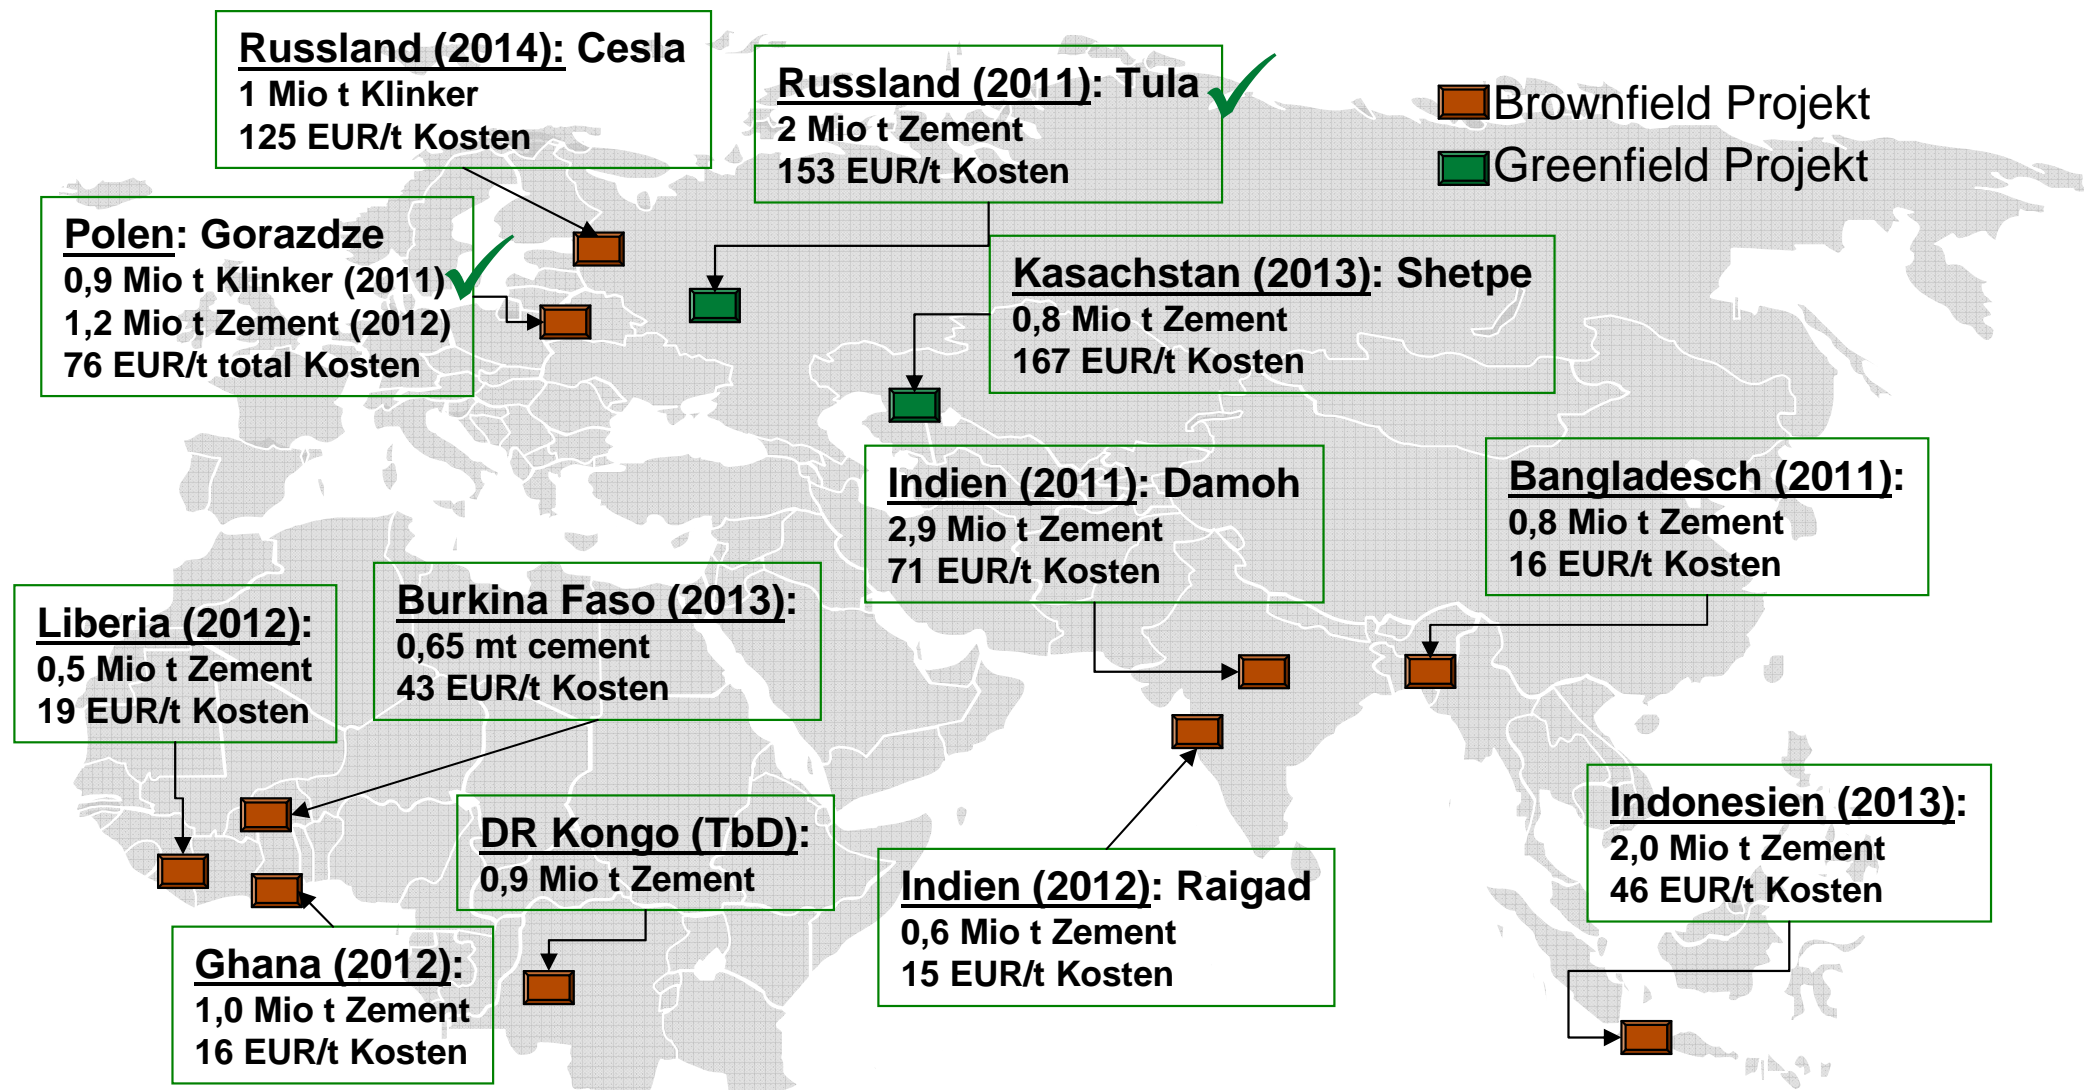 Russland (2014): Cesla
1 Mio t Klinker
125 EUR/t Kosten
Russland (2011): Tula
2 Mio t Zement
153 EUR/t Kosten
Brownfield Projekt
Greenfield Projekt
Polen: Gorazdze
0,9 Mio t Klinker (2011)
1,2 Mio t Zement (2012)
76 EUR/t total Kosten
Kasachstan (2013): Shetpe
0,8 Mio t Zement
167 EUR/t Kosten
Indien (2011): Damoh
2,9 Mio t Zement
71 EUR/t Kosten
Bangladesch (2011):
0,8 Mio t Zement
16 EUR/t Kosten
Liberia (2012):
0,5 Mio t Zement
19 EUR/t Kosten
Burkina Faso (2013):
0,65 mt cement
43 EUR/t Kosten
DR Kongo (TbD):
0,9 Mio t Zement
Indien (2012): Raigad
0,6 Mio t Zement
15 EUR/t Kosten
Indonesien (2013):
2,0 Mio t Zement
46 EUR/t Kosten
Ghana (2012):
1,0 Mio t Zement
16 EUR/t Kosten